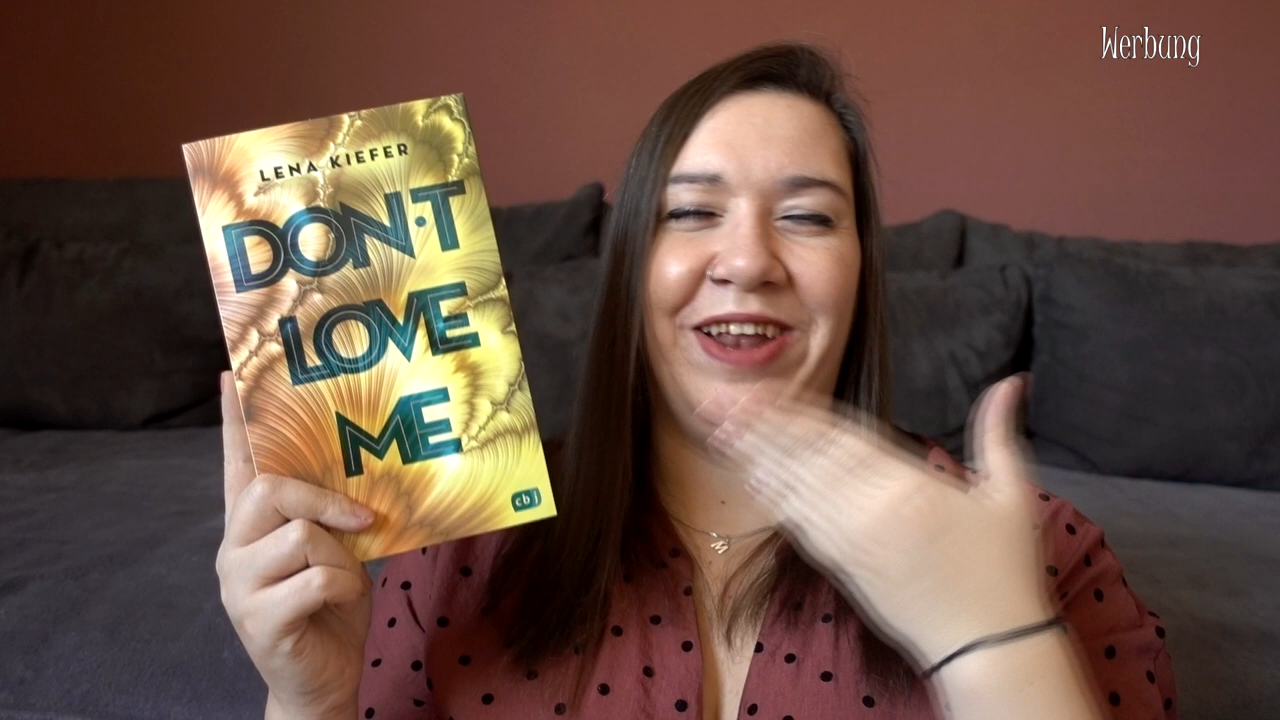 Werbung
LENA KIEFER
DON'T
LOVE
ME
cbj
M